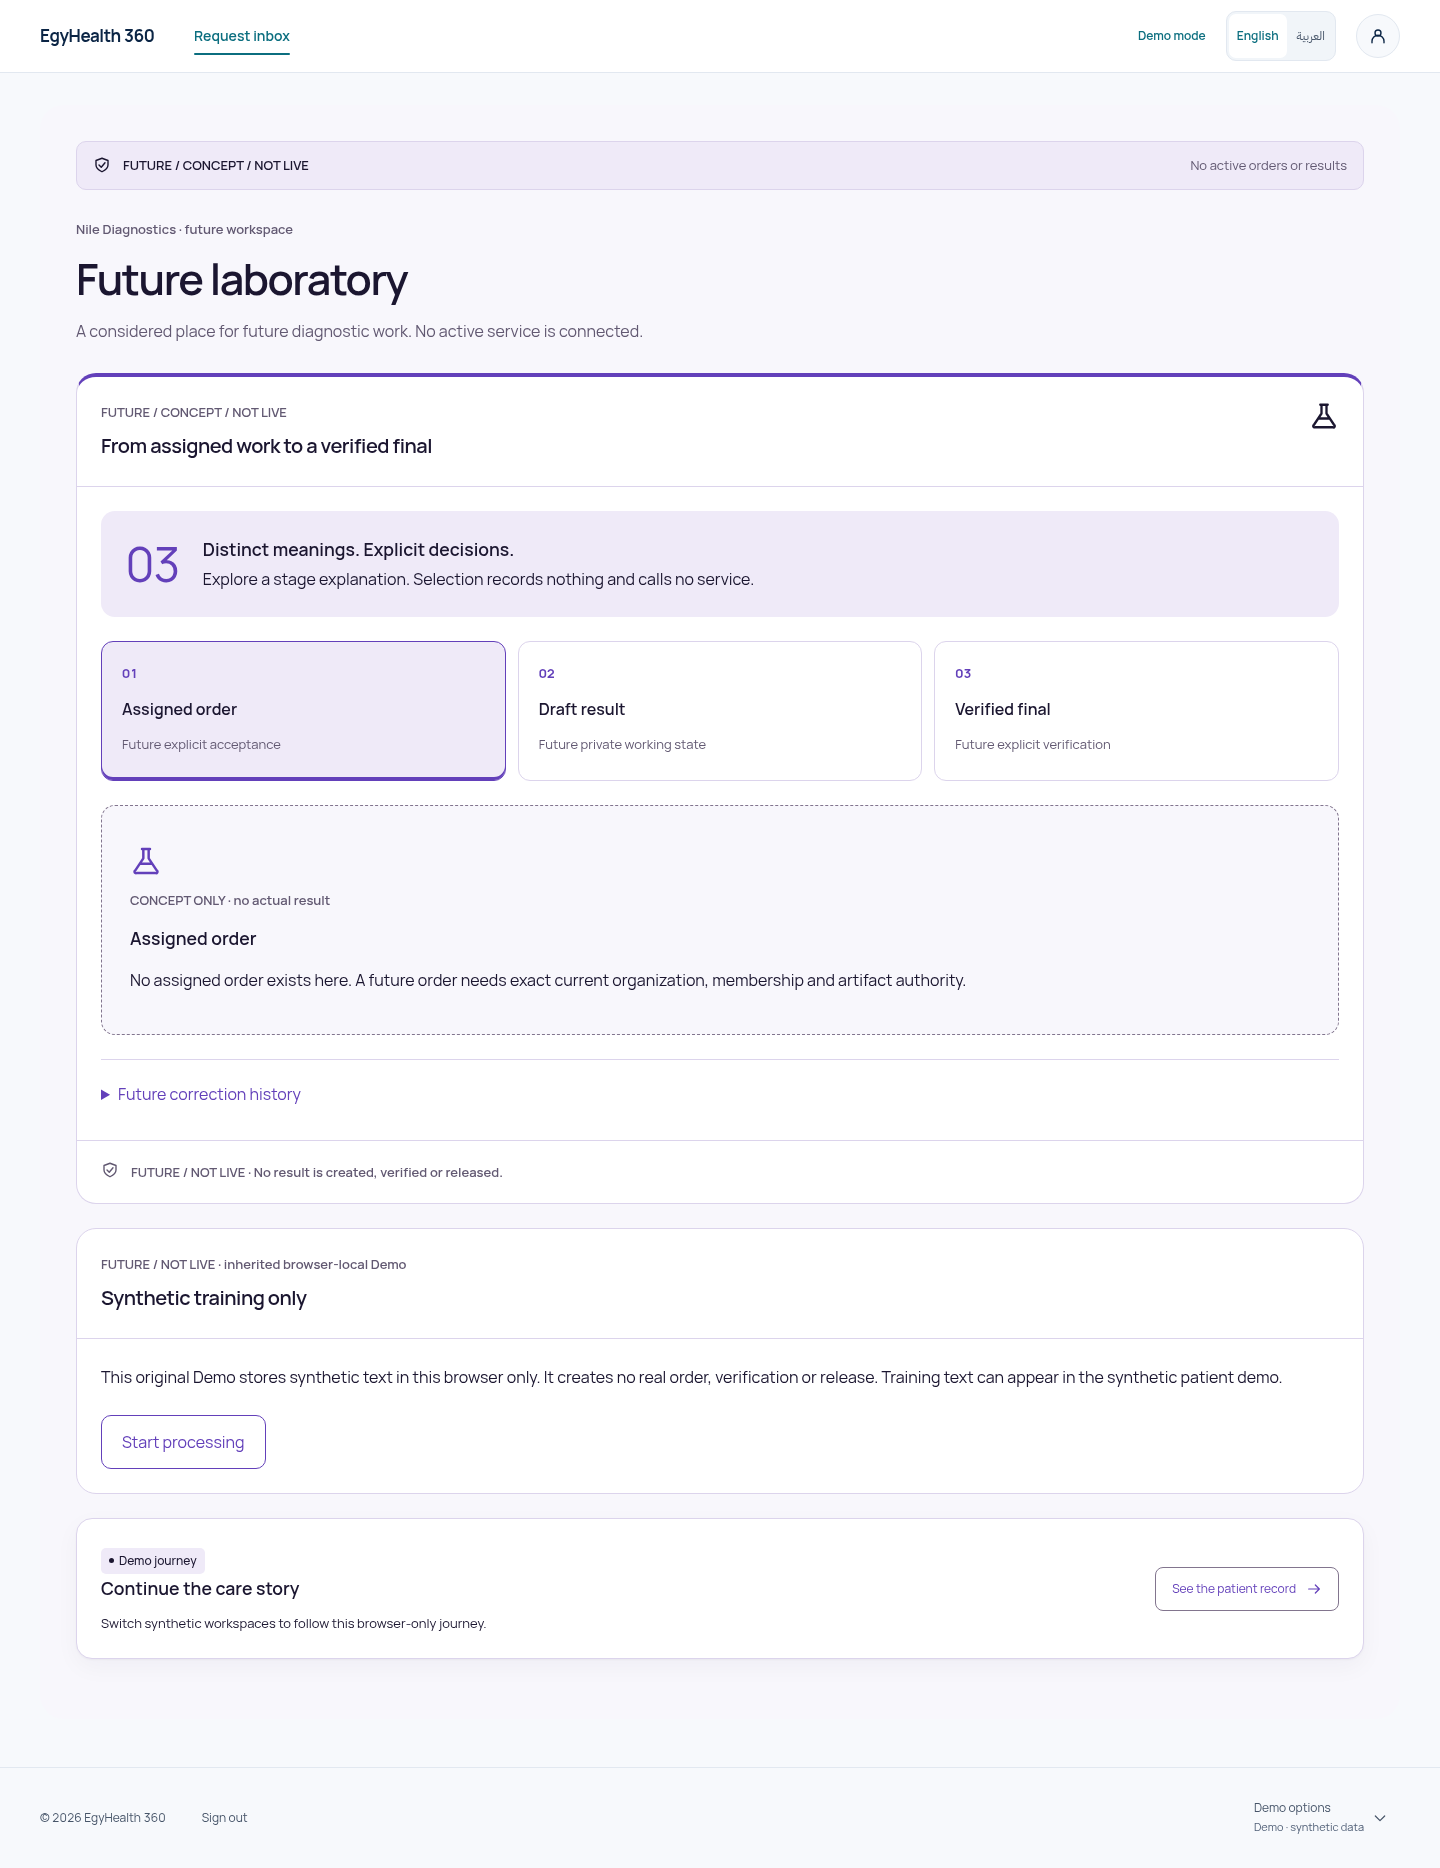 EgyHealth 360
Request inbox
Demo mode
English
العربية
FUTURE / CONCEPT / NOT LIVE
No active orders or results
Nile Diagnostics · future workspace
Future laboratory
A considered place for future diagnostic work. No active service is connected.
FUTURE / CONCEPT / NOT LIVE
From assigned work to a verified final
03
Distinct meanings. Explicit decisions.
Explore a stage explanation. Selection records nothing and calls no service.
01
Assigned order
Future explicit acceptance
02
Draft result
Future private working state
03
Verified final
Future explicit verification
CONCEPT ONLY · no actual result
Assigned order
No assigned order exists here. A future order needs exact current organization, membership and artifact authority.
Future correction history
FUTURE / NOT LIVE · No result is created, verified or released.
FUTURE / NOT LIVE · inherited browser-local Demo
Synthetic training only
This original Demo stores synthetic text in this browser only. It creates no real order, verification or release. Training text can appear in the synthetic patient demo.
Start processing
Demo journey
Continue the care story
Switch synthetic workspaces to follow this browser-only journey.
See the patient record
© 2026 EgyHealth 360
Sign out
Demo options
Demo · synthetic data